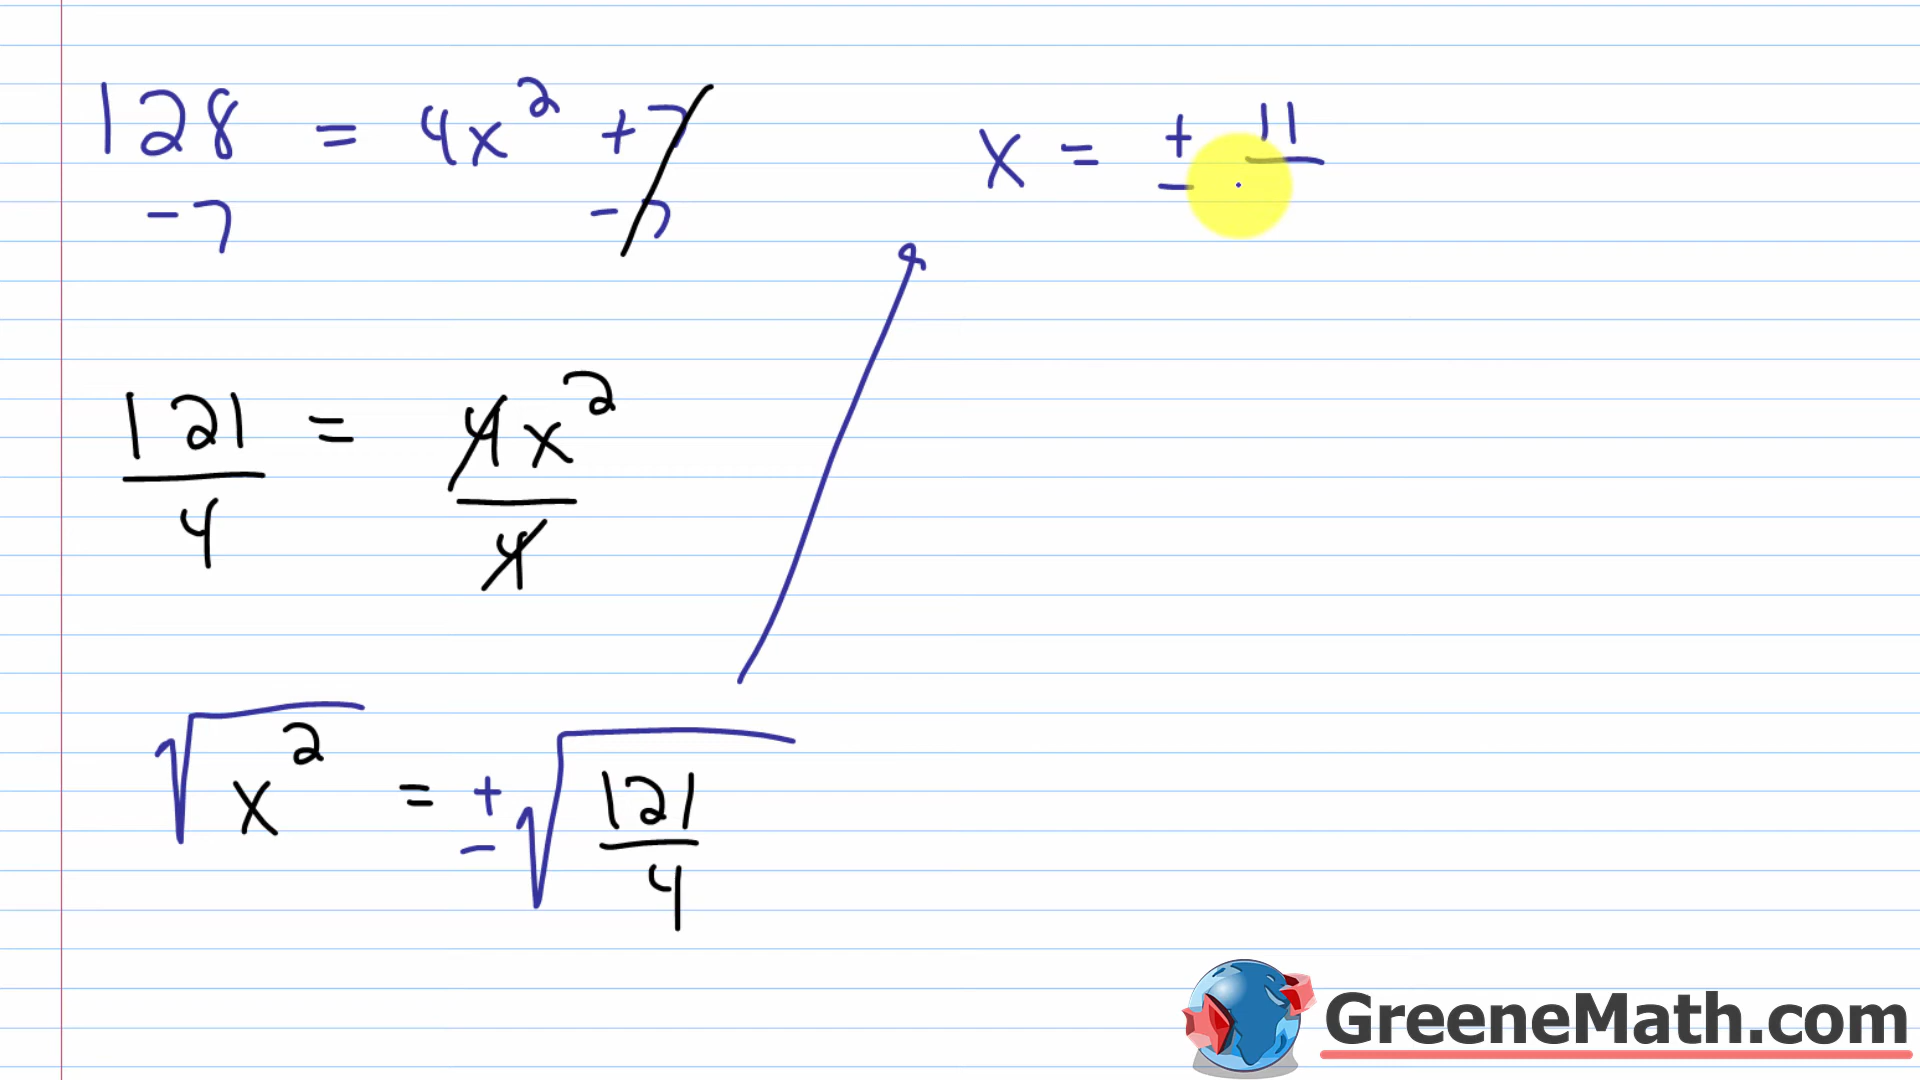 128 = 4x² + 7
-7 -7
121/4 = 4x²/4
√x² = ±√121/4
x = ± 11/
GreeneMath.com